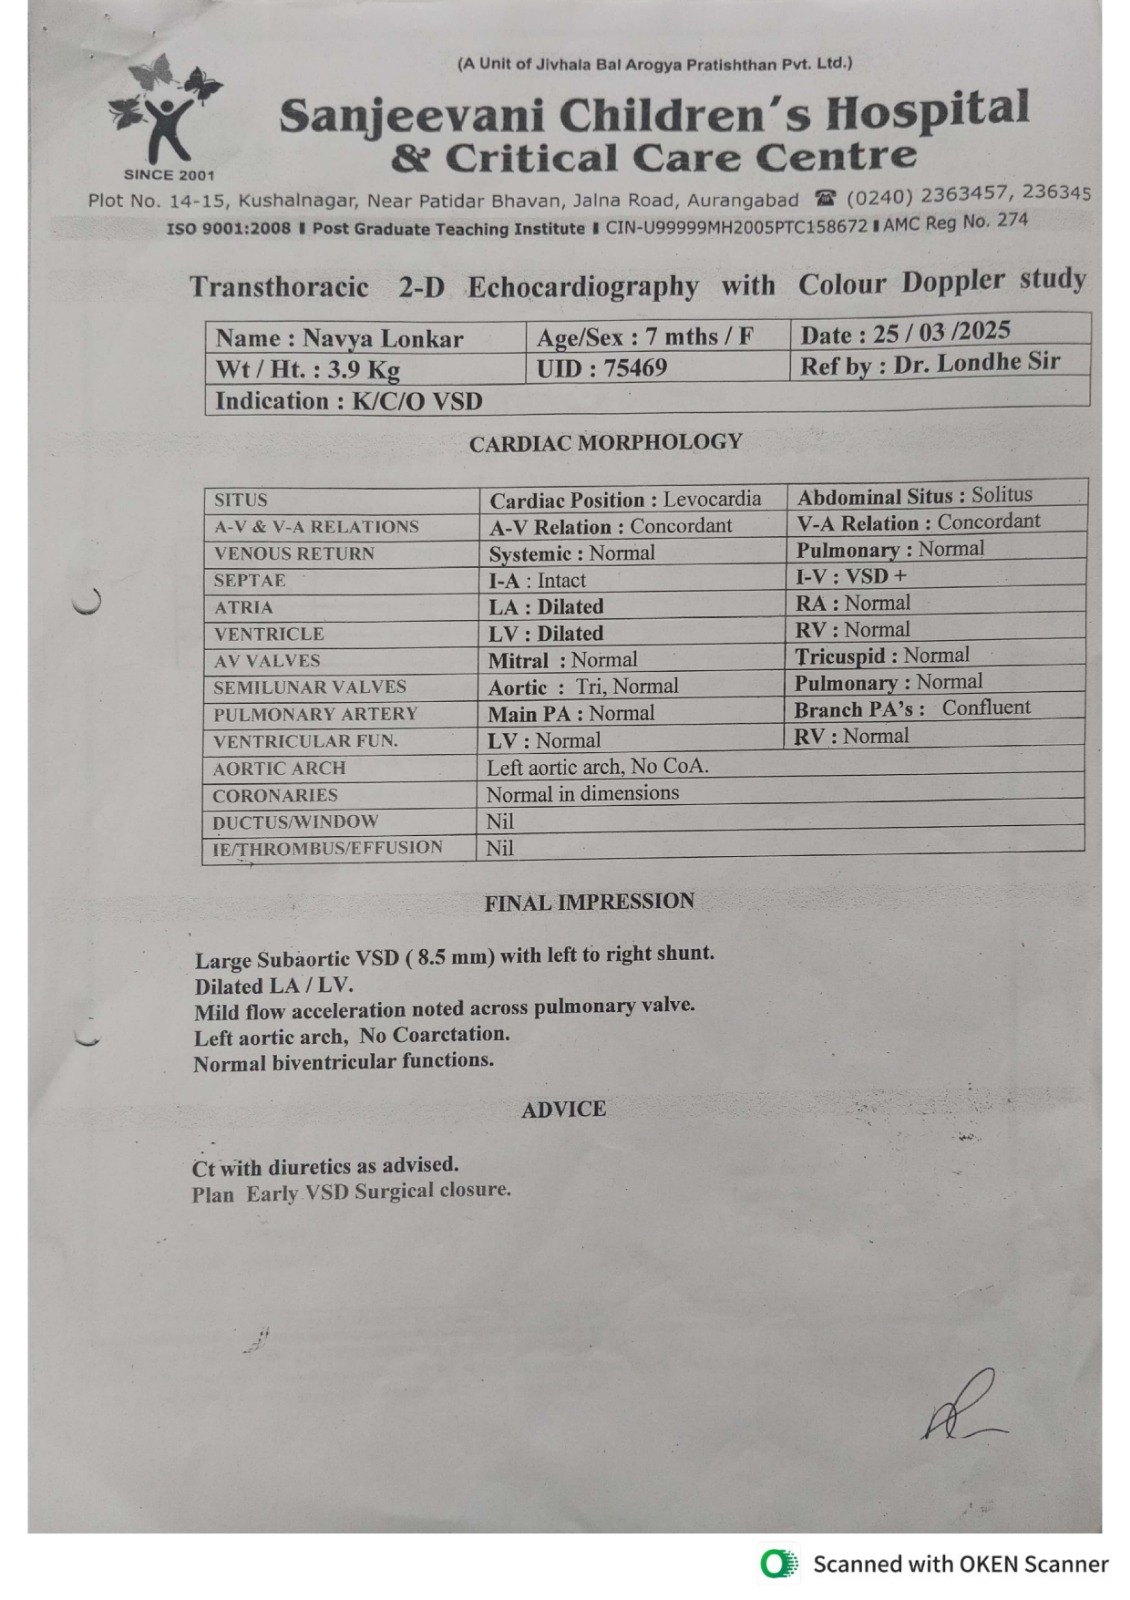 (A Unit of Jivhala Bal Arogya Pratishthan Pvt. Ltd.)
Sanjeevani Children's Hospital
& Critical Care Centre
SINCE 2001
Plot No. 14-15, Kushalnagar, Near Patidar Bhavan, Jalna Road, Aurangabad ☎ (0240) 2363457, 236345
ISO 9001:2008 | Post Graduate Teaching Institute | CIN-U99999MH2005PTC158672 | AMC Reg No. 274
Transthoracic 2-D Echocardiography with Colour Doppler study
Name : Navya Lonkar Age/Sex : 7 mths / F Date : 25 / 03 /2025
Wt / Ht. : 3.9 Kg UID : 75469 Ref by : Dr. Londhe Sir
Indication : K/C/O VSD
CARDIAC MORPHOLOGY
SITUS Cardiac Position : Levocardia Abdominal Situs : Solitus
A-V & V-A RELATIONS A-V Relation : Concordant V-A Relation : Concordant
VENOUS RETURN Systemic : Normal Pulmonary : Normal
SEPTAE I-A : Intact I-V : VSD +
ATRIA LA : Dilated RA : Normal
VENTRICLE LV : Dilated RV : Normal
AV VALVES Mitral : Normal Tricuspid : Normal
SEMILUNAR VALVES Aortic : Tri, Normal Pulmonary : Normal
PULMONARY ARTERY Main PA : Normal Branch PA's : Confluent
VENTRICULAR FUN. LV : Normal RV : Normal
AORTIC ARCH Left aortic arch, No CoA.
CORONARIES Normal in dimensions
DUCTUS/WINDOW Nil
IE/THROMBUS/EFFUSION Nil
FINAL IMPRESSION
Large Subaortic VSD ( 8.5 mm) with left to right shunt.
Dilated LA / LV.
Mild flow acceleration noted across pulmonary valve.
Left aortic arch, No Coarctation.
Normal biventricular functions.
ADVICE
Ct with diuretics as advised.
Plan Early VSD Surgical closure.
Scanned with OKEN Scanner